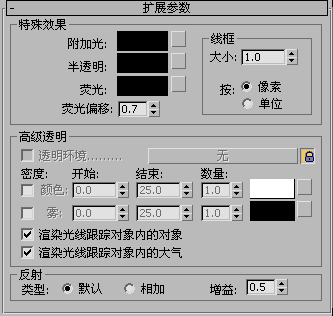 - 扩展参数
特殊效果
附加光:
半透明:
荧光:
荧光偏移: 0.7
线框
大小: 1.0
按: 像素
单位
高级透明
透明环境.........
无
密度: 开始: 结束: 数量:
颜色: 0.0 25.0 1.0
雾: 0.0 25.0 1.0
渲染光线跟踪对象内的对象
渲染光线跟踪对象内的大气
反射
类型: 默认 相加 增益: 0.5